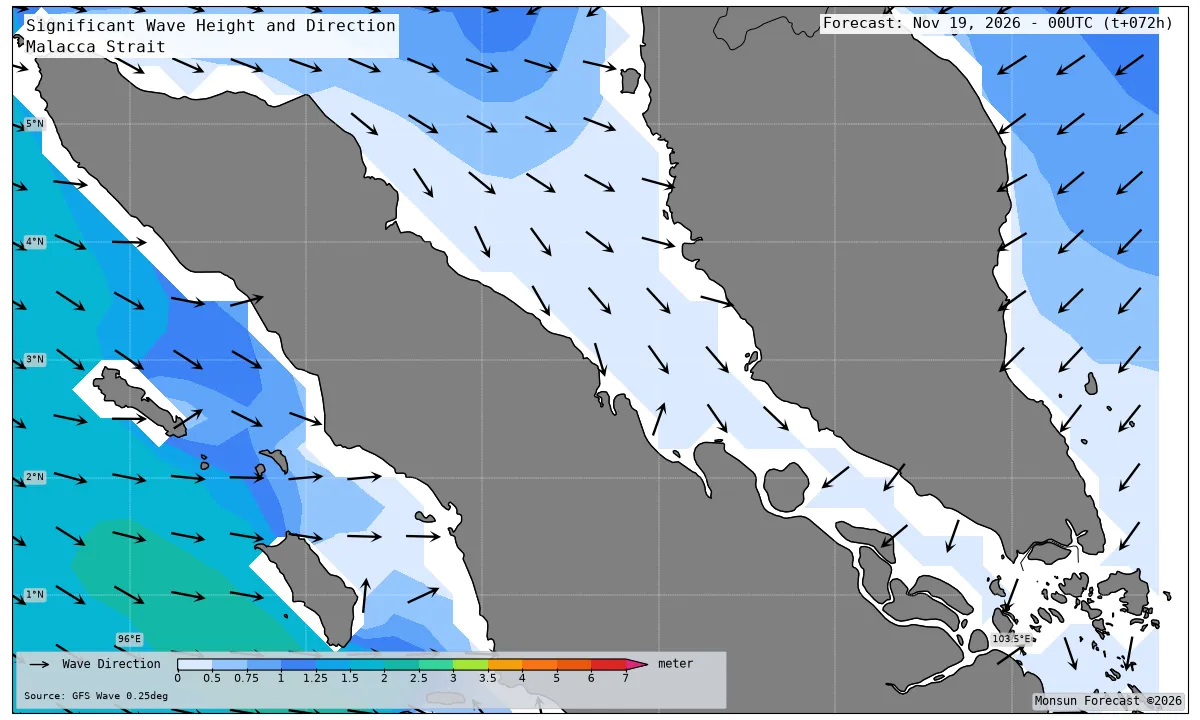 Significant Wave Height and Direction
Malacca Strait
Forecast: Nov 19, 2026 - 00UTC (t+072h)
5°N
4°N
3°N
2°N
1°N
96°E
103.5°E
Wave Direction
meter
0 0.5 0.75 1 1.25 1.5 2 2.5 3 3.5 4 5 6 7
Source: GFS Wave 0.25deg
Monsun Forecast ©2026